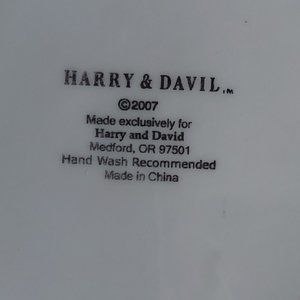 HARRY & DAVIL™
©2007
Made exclusively for
Harry and David
Medford, OR 97501
Hand Wash Recommended
Made in China